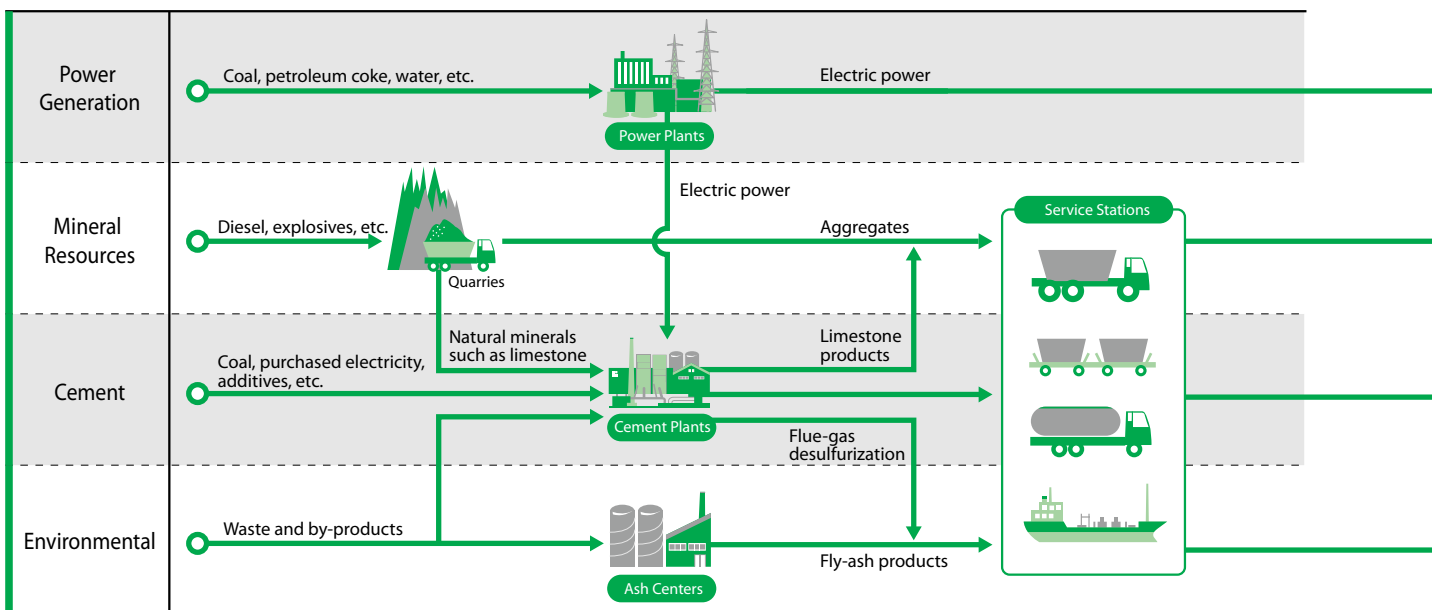 Power
Generation
Coal, petroleum coke, water, etc.
Power Plants
Electric power
Electric power
Mineral
Resources
Diesel, explosives, etc.
Quarries
Aggregates
Service Stations
Cement
Natural minerals
such as limestone
Coal, purchased electricity,
additives, etc.
Cement Plants
Limestone
products
Flue-gas
desulfurization
Environmental
Waste and by-products
Ash Centers
Fly-ash products